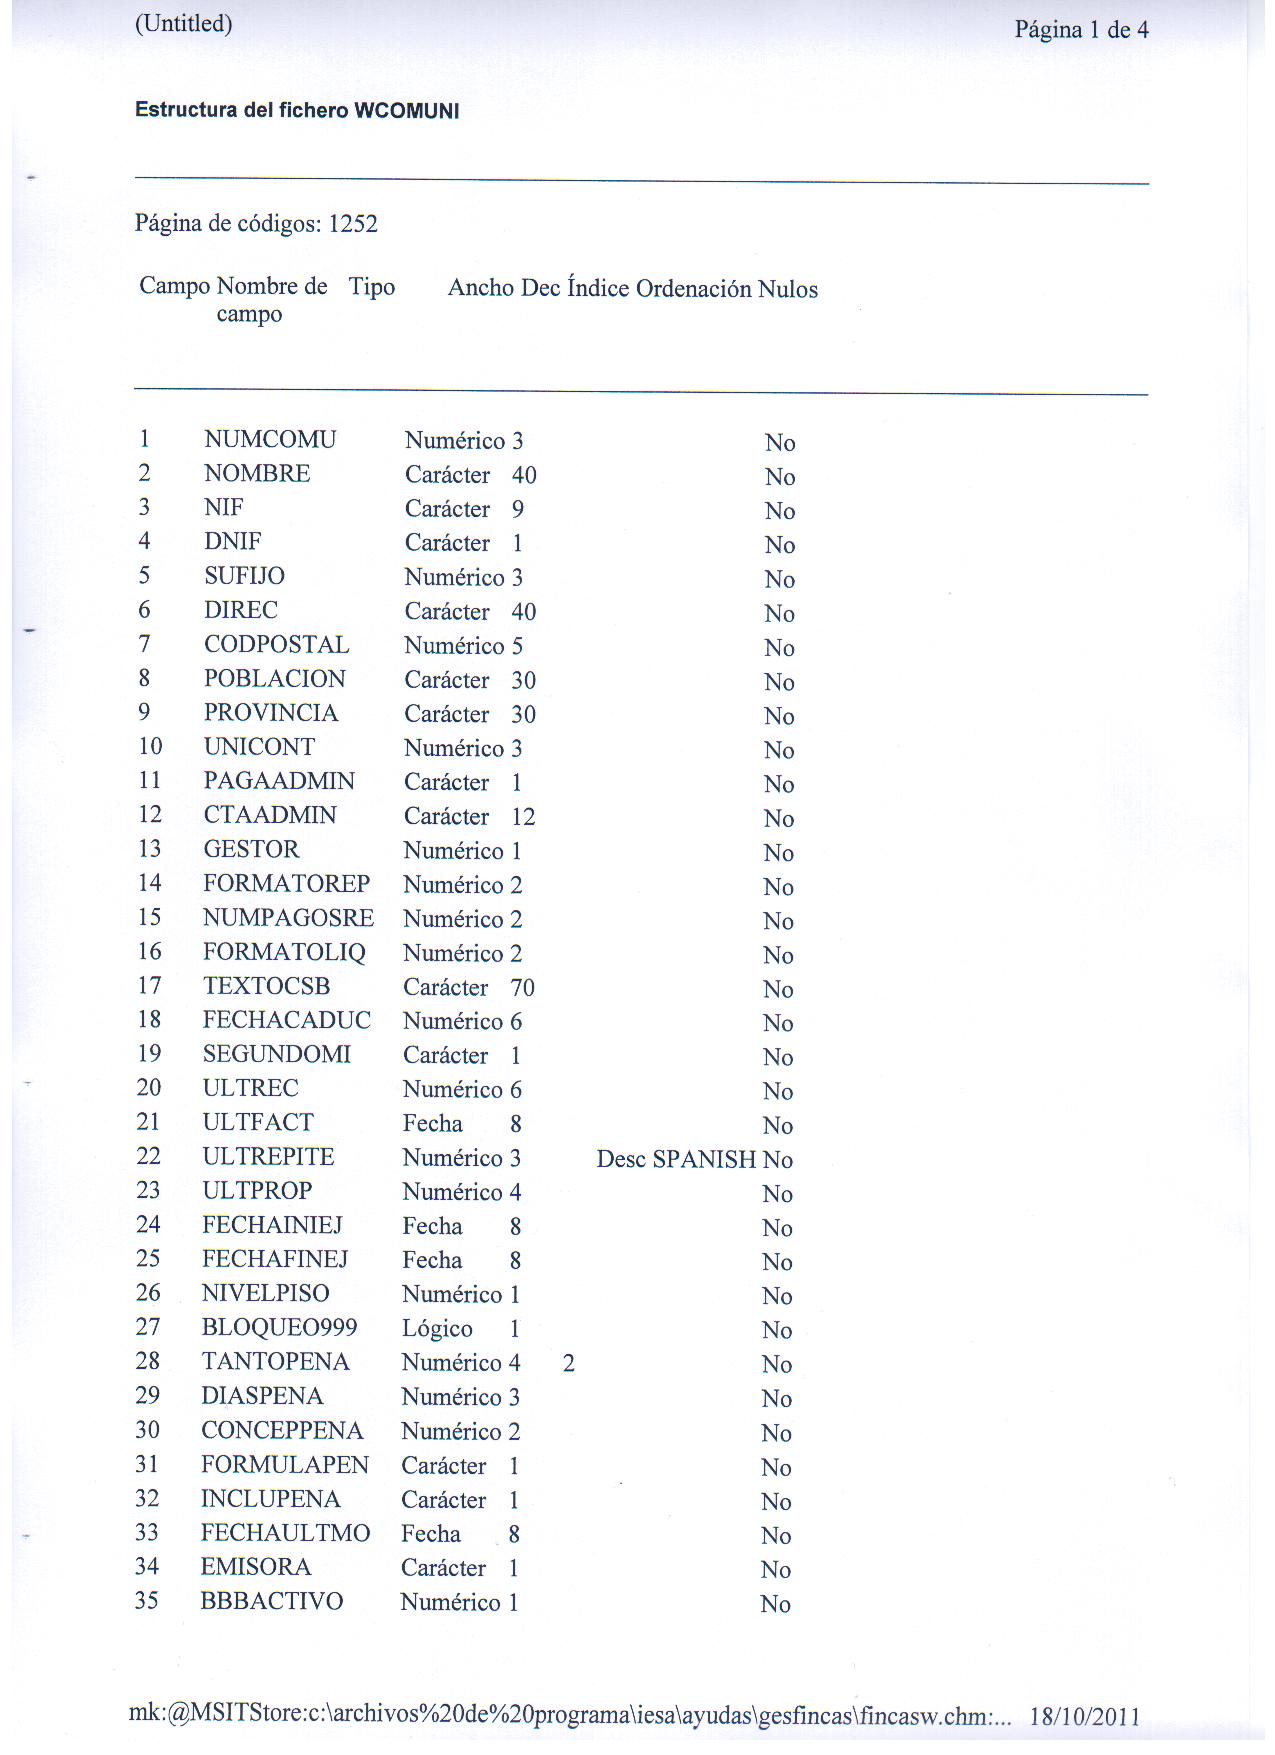 (Untitled) Página 1 de 4
Estructura del fichero WCOMUNI
Página de códigos: 1252
Campo Nombre de Tipo Ancho Dec Índice Ordenación Nulos
campo
1 NUMCOMU Numérico 3 No
2 NOMBRE Carácter 40 No
3 NIF Carácter 9 No
4 DNIF Carácter 1 No
5 SUFIJO Numérico 3 No
6 DIREC Carácter 40 No
7 CODPOSTAL Numérico 5 No
8 POBLACION Carácter 30 No
9 PROVINCIA Carácter 30 No
10 UNICONT Numérico 3 No
11 PAGAADMIN Carácter 1 No
12 CTAADMIN Carácter 12 No
13 GESTOR Numérico 1 No
14 FORMATOREP Numérico 2 No
15 NUMPAGOSRE Numérico 2 No
16 FORMATOLIQ Numérico 2 No
17 TEXTOCSB Carácter 70 No
18 FECHACADUC Numérico 6 No
19 SEGUNDOMI Carácter 1 No
20 ULTREC Numérico 6 No
21 ULTFACT Fecha 8 No
22 ULTREPITE Numérico 3 Desc SPANISH No
23 ULTPROP Numérico 4 No
24 FECHAINIEJ Fecha 8 No
25 FECHAFINEJ Fecha 8 No
26 NIVELPISO Numérico 1 No
27 BLOQUEO999 Lógico 1 No
28 TANTOPENA Numérico 4 2 No
29 DIASPENA Numérico 3 No
30 CONCEPPENA Numérico 2 No
31 FORMULAPEN Carácter 1 No
32 INCLUPENA Carácter 1 No
33 FECHAULTMO Fecha 8 No
34 EMISORA Carácter 1 No
35 BBBACTIVO Numérico 1 No
mk:@MSITStore:c:\archivos%20de%20programa\iesa\ayudas\gesfincas\fincasw.chm:... 18/10/2011